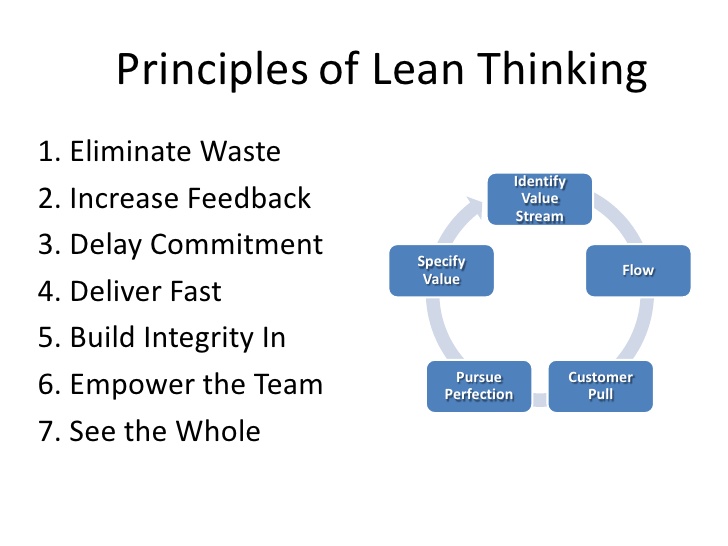 Principles of Lean Thinking
1. Eliminate Waste
2. Increase Feedback
3. Delay Commitment
4. Deliver Fast
5. Build Integrity In
6. Empower the Team
7. See the Whole
Identify
Value
Stream
Flow
Customer
Pull
Pursue
Perfection
Specify
Value